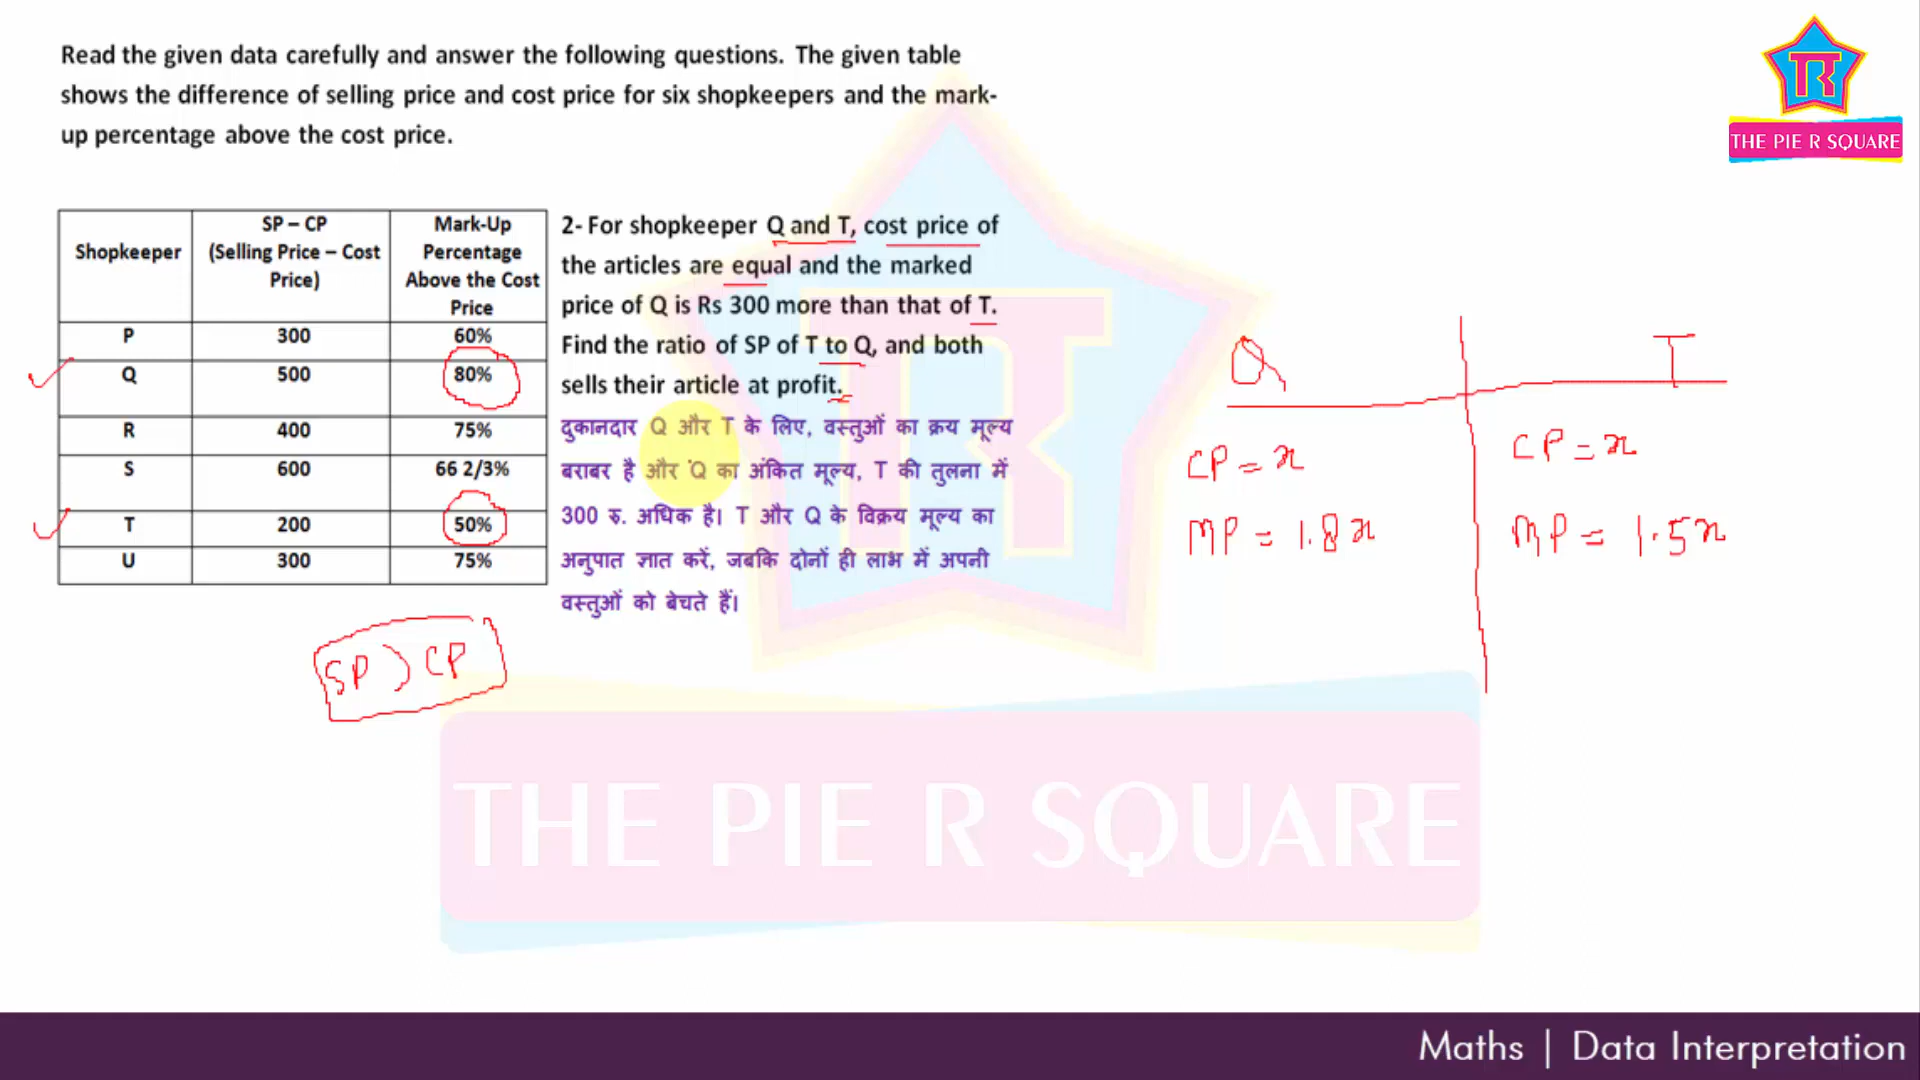 Read the given data carefully and answer the following questions. The given table
shows the difference of selling price and cost price for six shopkeepers and the mark-
up percentage above the cost price.
THE PIE R SQUARE
Shopkeeper
SP – CP
(Selling Price – Cost
Price)
Mark-Up
Percentage
Above the Cost
Price
P 300 60%
Q 500 80%
R 400 75%
S 600 66 2/3%
T 200 50%
U 300 75%
2- For shopkeeper Q and T, cost price of
the articles are equal and the marked
price of Q is Rs 300 more than that of T.
Find the ratio of SP of T to Q, and both
sells their article at profit.
दुकानदार Q और T के लिए, वस्तुओं का क्रय मूल्य
बराबर है और Q का अंकित मूल्य, T की तुलना में
300 रु. अधिक है। T और Q के विक्रय मूल्य का
अनुपात ज्ञात करें, जबकि दोनों ही लाभ में अपनी
वस्तुओं को बेचते हैं।
SP > CP
Q
CP = x
MP = 1.8x
T
CP = x
MP = 1.5x
THE PIE R SQUARE
Maths | Data Interpretation